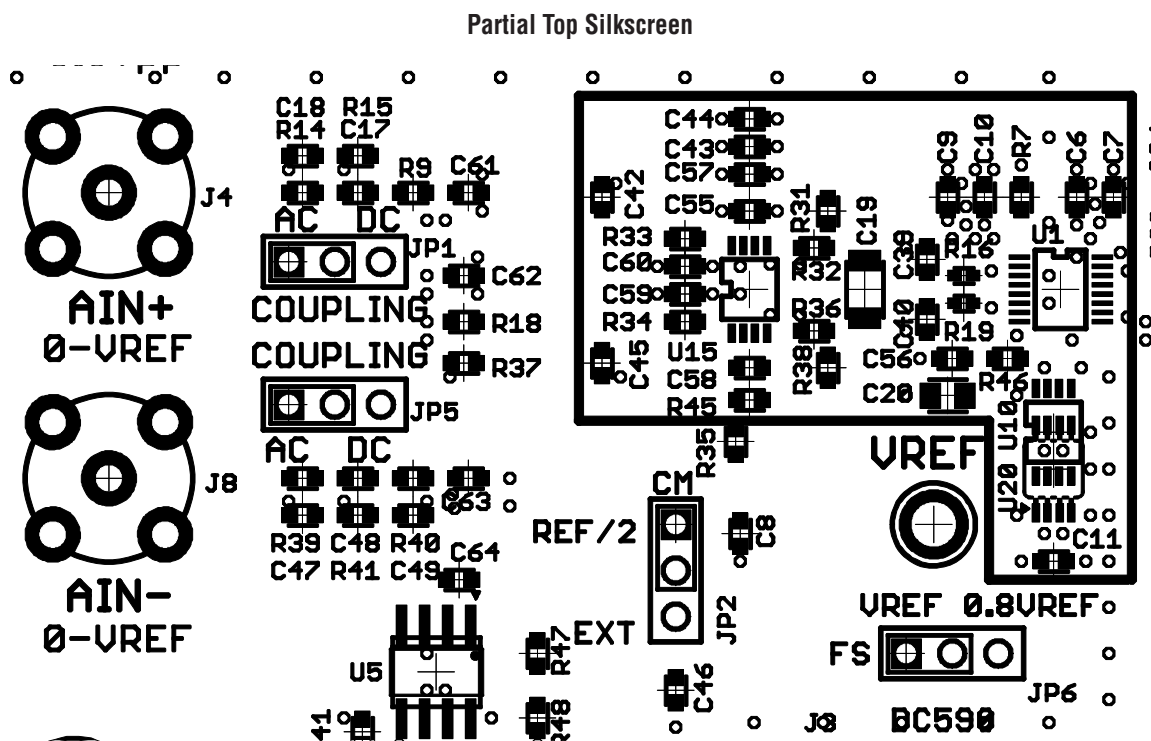 Partial Top Silkscreen
C18 R15
R14 C17
R9 C61
J4
AC DC
JP1
C62
AIN+
0-VREF
COUPLING
R18
COUPLING
R37
JP5
AC DC
J8
C63
R39 C48 R40
C47 R41 C49
C64
AIN-
0-VREF
U5
R47
R48
41
C44
C43
C57
C55
C42
R33
C60
C59
R34
U15
C58
R45
C45
R31
R32
R36
R38
C19
C9
C10
R7
C6
C7
U1
C39
R16
C40
R19
C56
R46
C20
U10
U20
C11
R35
VREF
CM
REF/2
C8
EXT
JP2
C46
VREF 0.8VREF
FS
JP6
DC590